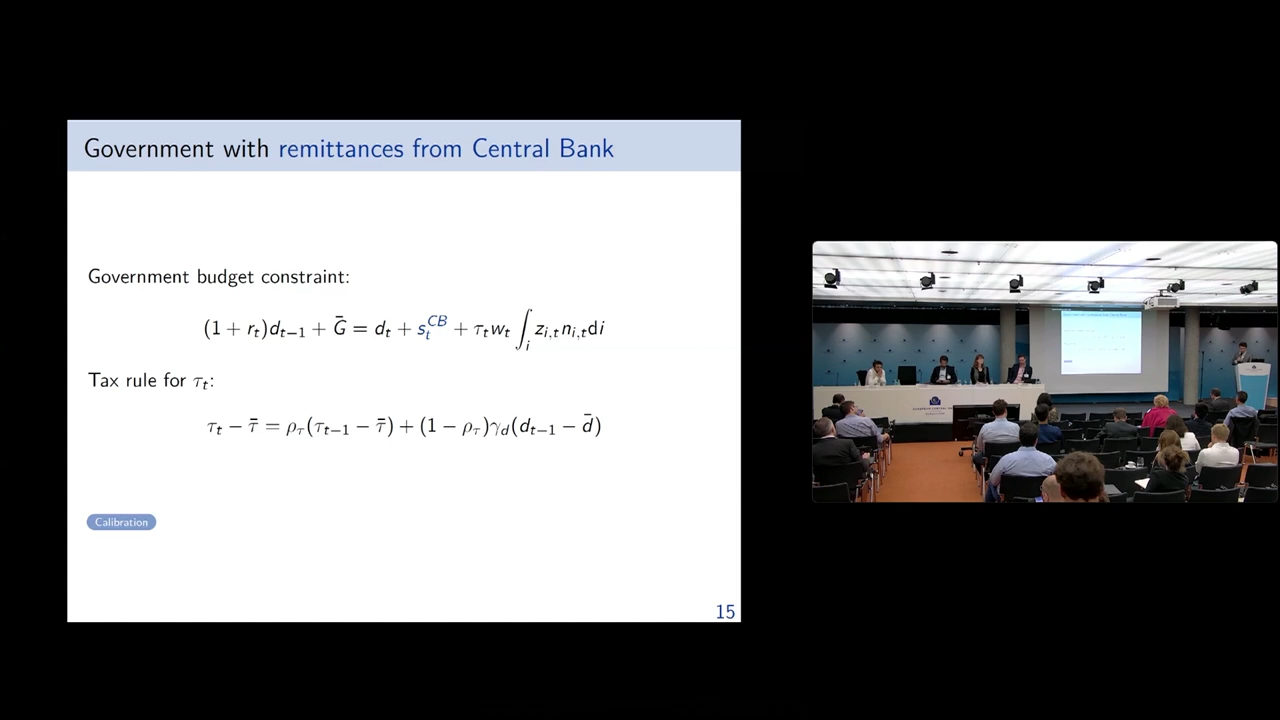 Government with remittances from Central Bank
Government budget constraint:
(1 + r_t)d_{t−1} + Ḡ = d_t + s_t^{CB} + τ_t w_t ∫_i z_{i,t} n_{i,t} di
Tax rule for τ_t:
τ_t − τ̄ = ρ_τ(τ_{t−1} − τ̄) + (1 − ρ_τ)γ_d(d_{t−1} − d̄)
Calibration
15